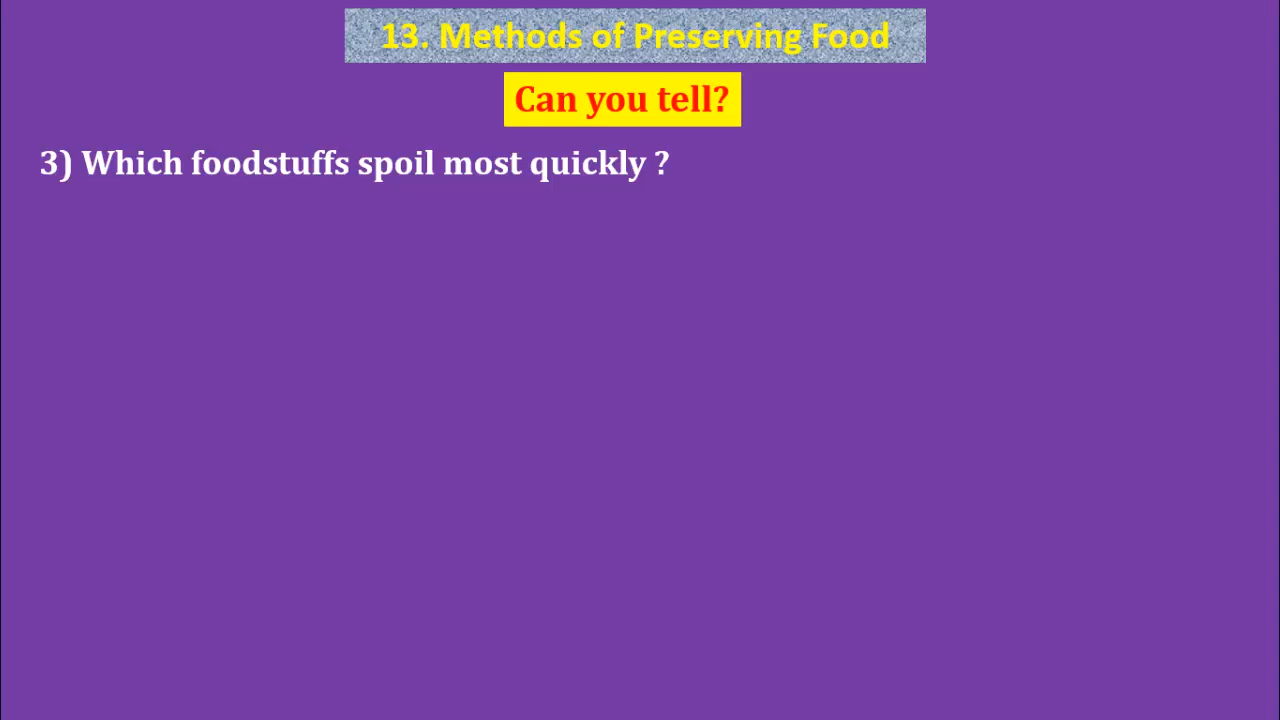 13. Methods of Preserving Food
Can you tell?
3) Which foodstuffs spoil most quickly ?